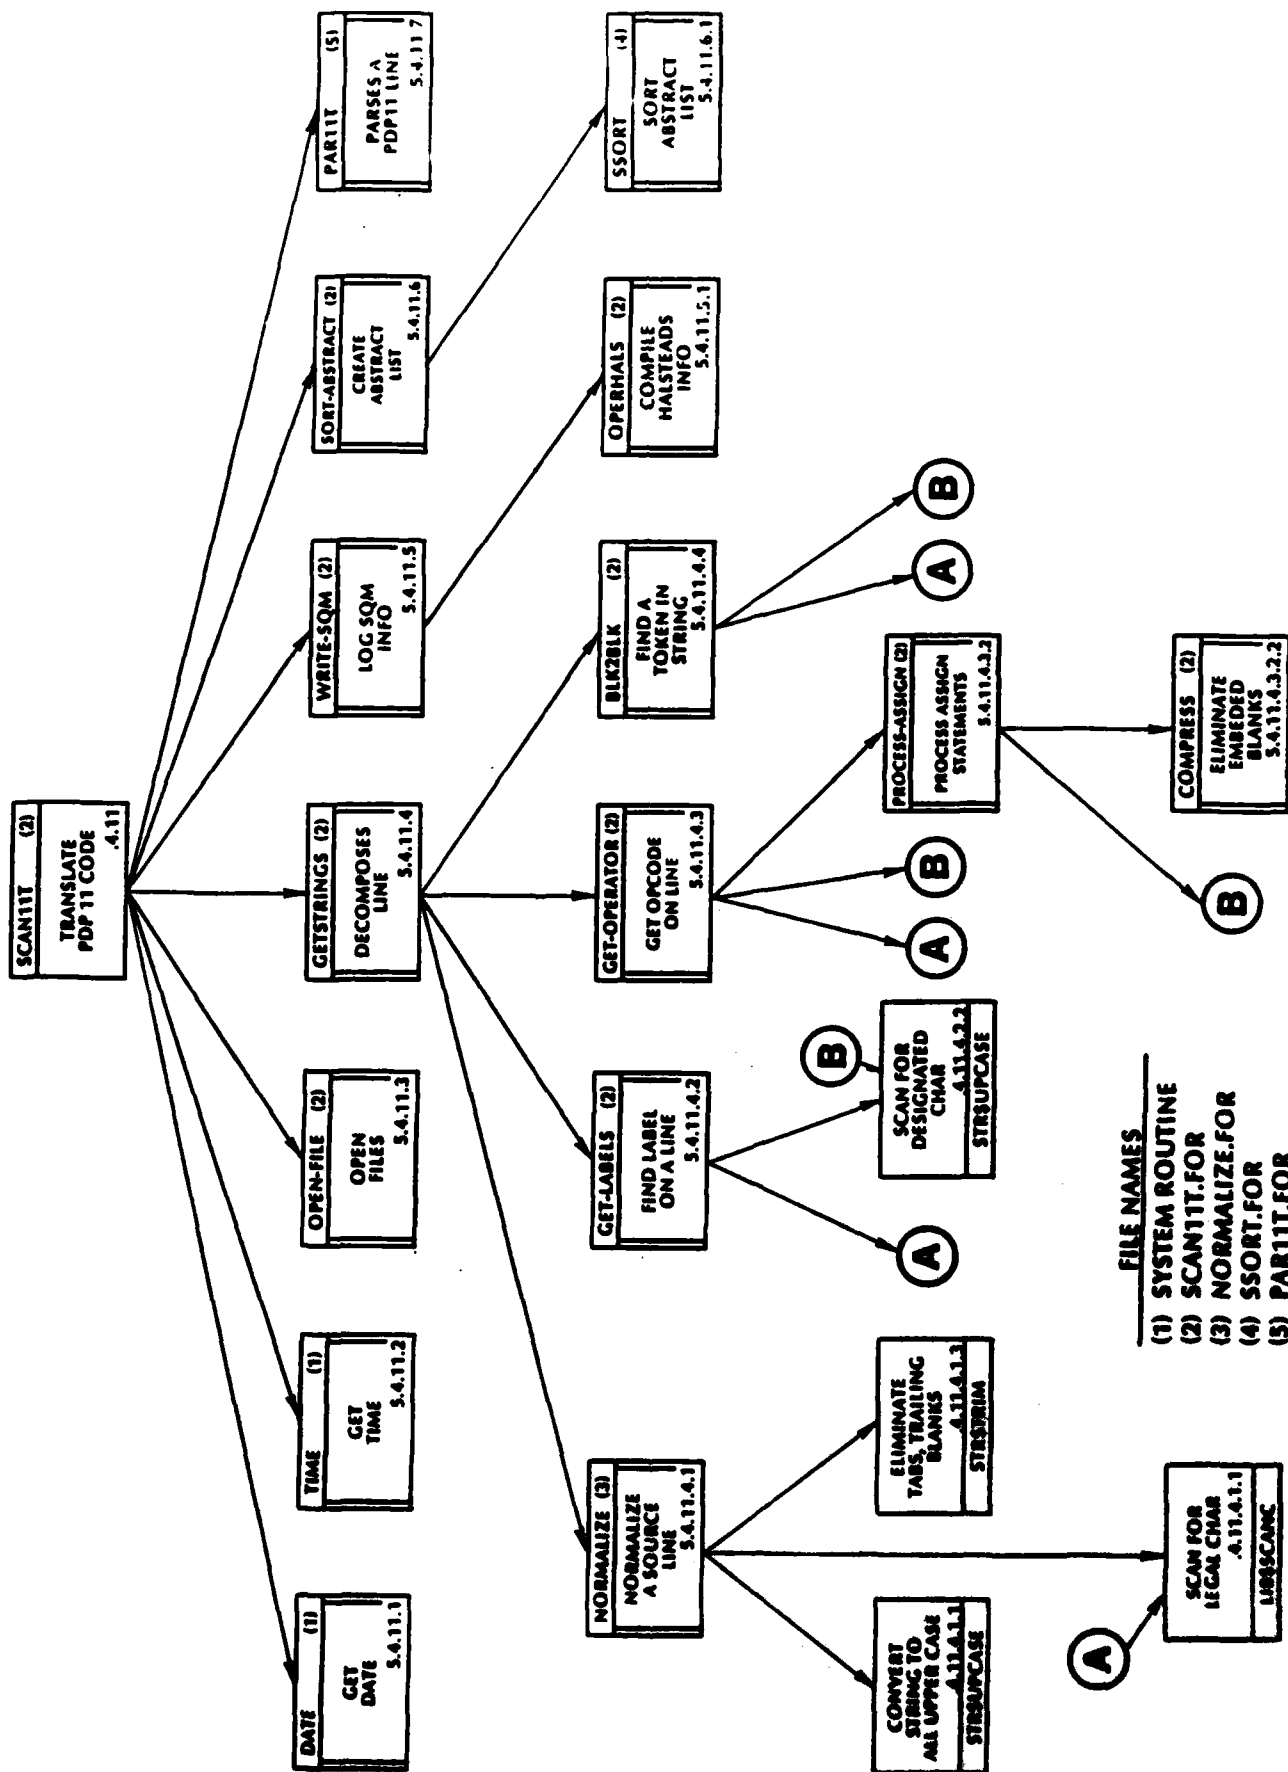 SCAN11T (2)
TRANSLATE
PDP 11 CODE
.4.11
DATE (1)
GET
DATE
5.4.11.1
TIME (1)
GET
TIME
5.4.11.2
OPEN-FILE (2)
OPEN
FILES
5.4.11.3
GETSTRINGS (2)
DECOMPOSES
LINE
5.4.11.4
WRITE-SQM (2)
LOG SQM
INFO
5.4.11.5
SORT-ABSTRACT (2)
CREATE
ABSTRACT
LIST
5.4.11.6
PAR11T (5)
PARSES A
PDP11 LINE
5.4.11.7
NORMALIZE (3)
NORMALIZE
A SOURCE
LINE
5.4.11.4.1
GET-LABELS (2)
FIND LABEL
ON A LINE
5.4.11.4.2
GET-OPERATOR (2)
GET OPCODE
ON LINE
5.4.11.4.3
BLK2BLK (2)
FIND A
TOKEN IN
STRING
5.4.11.4.4
OPERHALS (2)
COMPILE
HALSTEADS
INFO
5.4.11.5.1
SSORT (4)
SORT
ABSTRACT
LIST
5.4.11.6.1
CONVERT
STRING TO
ALL UPPER CASE
.4.11.4.1.1
STR$UPCASE
ELIMINATE
TABS, TRAILING
BLANKS
.4.11.4.1.3
STR$TRIM
A
B
SCAN FOR
DESIGNATED
CHAR
.4.11.4.2.2
STR$UPCASE
A
B
PROCESS-ASSIGN (2)
PROCESS ASSIGN
STATEMENTS
5.4.11.4.3.2
A
B
A
SCAN FOR
LEGAL CHAR
.4.11.4.1.1
LIB$SCANC
B
COMPRESS (2)
ELIMINATE
EMBEDED
BLANKS
5.4.11.4.3.2.2
FILE NAMES
(1) SYSTEM ROUTINE
(2) SCAN11T.FOR
(3) NORMALIZE.FOR
(4) SSORT.FOR
(5) PAR11T.FOR